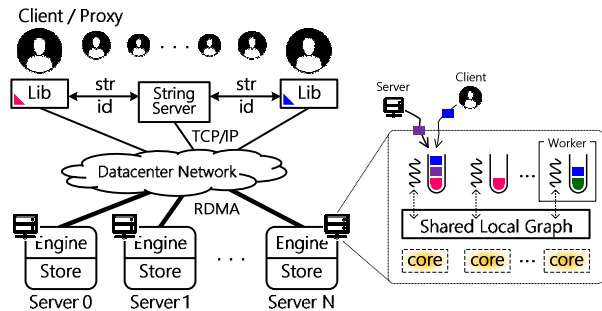 Client / Proxy
Lib
str
id
String
Server
str
id
Lib
TCP/IP
Datacenter Network
RDMA
Engine
Store
Server 0
Engine
Store
Server 1
. . .
Engine
Store
Server N
Server
Client
Worker
...
Shared Local Graph
core
core
...
core